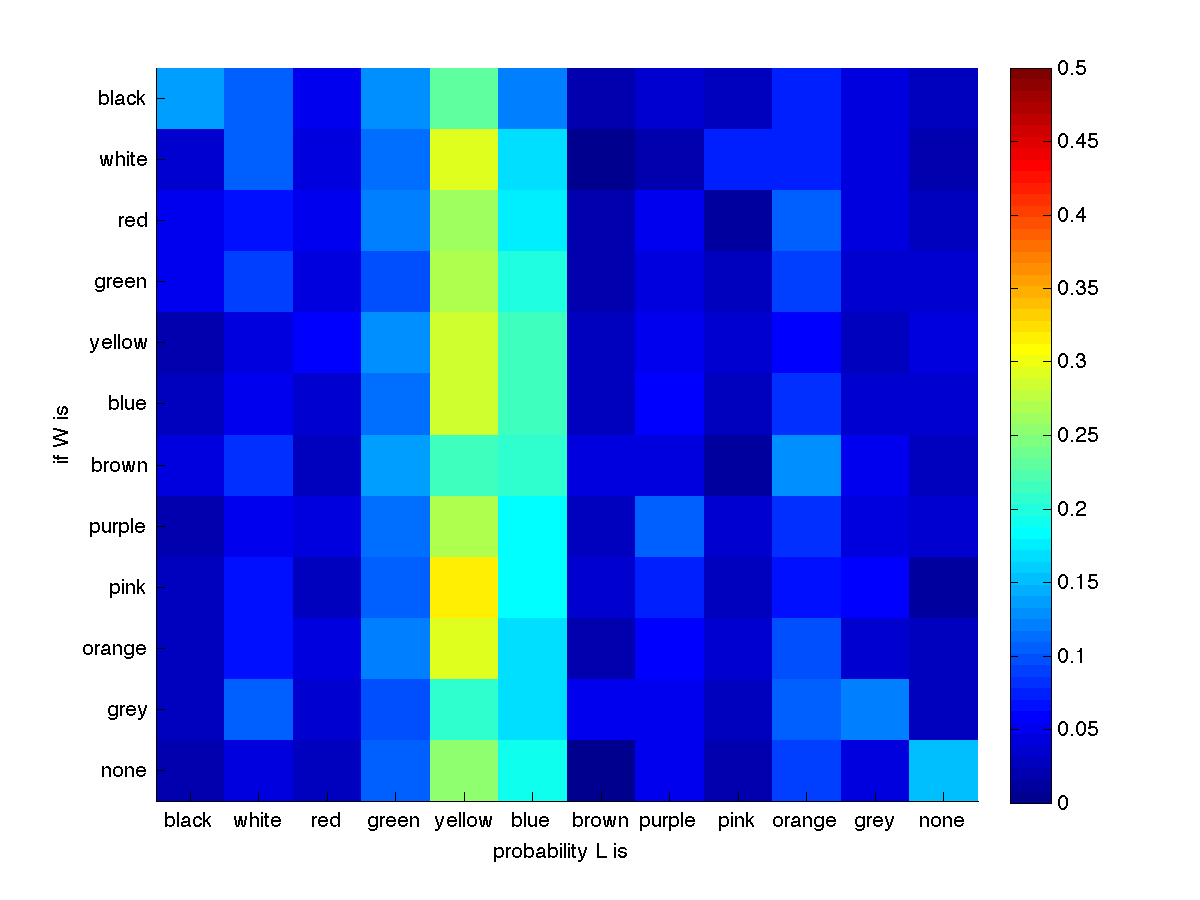 0.5
black
0.45
white
0.4
red
0.35
green
0.3
yellow
0.25
blue
if W is
0.2
brown
0.15
purple
pink
0.1
orange
0.05
grey
none
0
black white red green yellow blue brown purple pink orange grey none
probability L is